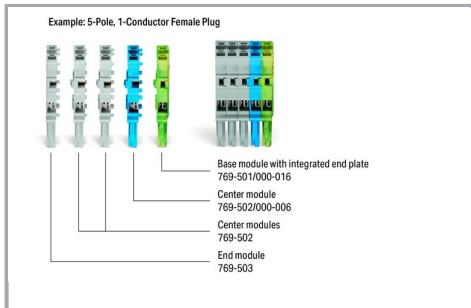 Example: 5-Pole, 1-Conductor Female Plug
Base module with integrated end plate
769-501/000-016
Center module
769-502/000-006
Center modules
769-502
End module
769-503